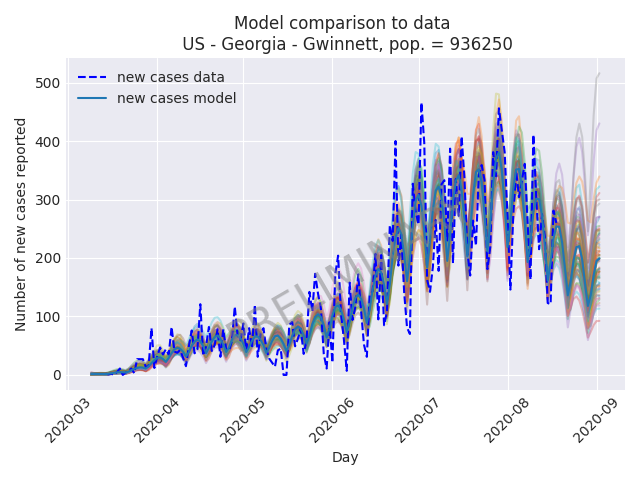 Model comparison to data
US - Georgia - Gwinnett, pop. = 936250
new cases data
new cases model
Number of new cases reported
500
400
300
200
100
0
PRELIMINARY
2020-03
2020-04
2020-05
2020-06
2020-07
2020-08
2020-09
Day